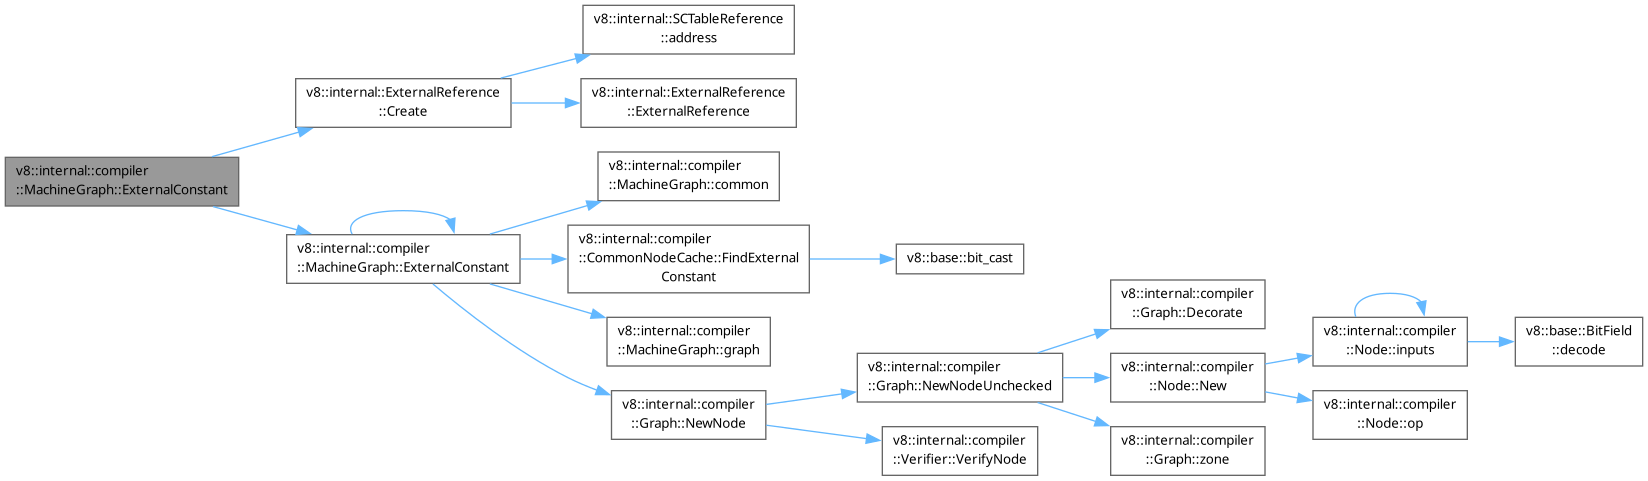 v8::internal::SCTableReference
::address
v8::internal::ExternalReference
::Create
v8::internal::ExternalReference
::ExternalReference
v8::internal::compiler
::MachineGraph::ExternalConstant
v8::internal::compiler
::MachineGraph::common
v8::internal::compiler
::MachineGraph::ExternalConstant
v8::internal::compiler
::CommonNodeCache::FindExternal
Constant
v8::base::bit_cast
v8::internal::compiler
::MachineGraph::graph
v8::internal::compiler
::Graph::Decorate
v8::internal::compiler
::Graph::NewNodeUnchecked
v8::internal::compiler
::Node::New
v8::internal::compiler
::Node::inputs
v8::base::BitField
::decode
v8::internal::compiler
::Graph::NewNode
v8::internal::compiler
::Node::op
v8::internal::compiler
::Verifier::VerifyNode
v8::internal::compiler
::Graph::zone